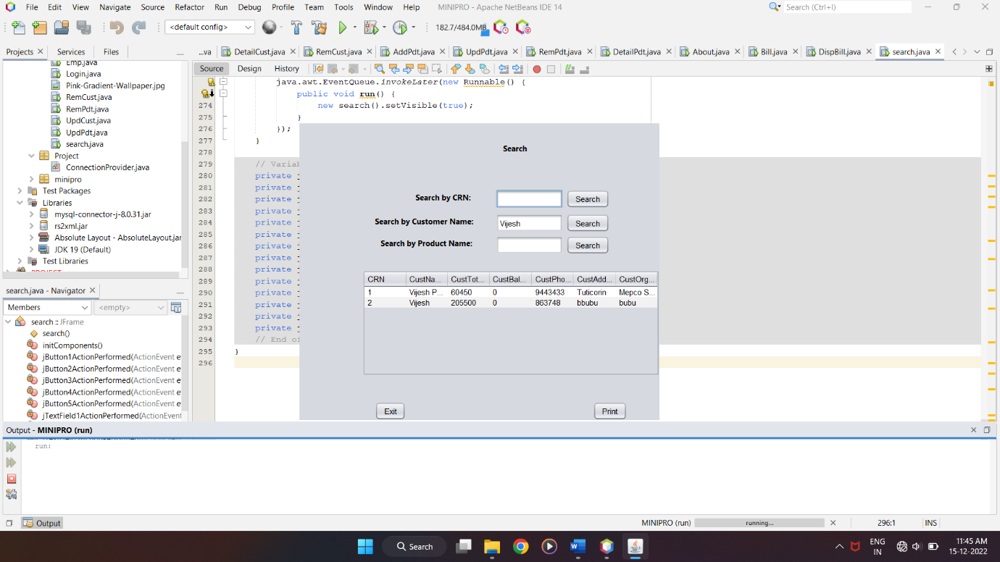 File Edit View Navigate Source Refactor Run Debug Profile Team Tools Window Help MINIPRO - Apache NetBeans IDE 14 Search (Ctrl+I)
<default config> 182.7/484.0MB
Projects Services Files ...va DetailCust.java RemCust.java AddPdt.java UpdPdt.java RemPdt.java DetailPdt.java About.java Bill.java DispBill.java search.java
Source Design History
Emp.java
Login.java
Pink-Gradient-Wallpaper.jpg
RemCust.java
RemPdt.java
UpdCust.java
UpdPdt.java
search.java
Project
ConnectionProvider.java
minipro
Test Packages
Libraries
mysql-connector-j-8.0.31.jar
rs2xml.jar
Absolute Layout - AbsoluteLayout.jar
JDK 19 (Default)
Test Libraries
search.java - Navigator
Members <empty>
search :: JFrame
search()
initComponents()
jButton1ActionPerformed(ActionEvent e
jButton2ActionPerformed(ActionEvent e
jButton3ActionPerformed(ActionEvent e
jButton4ActionPerformed(ActionEvent e
jButton5ActionPerformed(ActionEvent e
jTextField1ActionPerformed(ActionEvent
java.awt.EventQueue.invokeLater(new Runnable() {
public void run() {
274 new search().setVisible(true);
275 }
276 });
277 }
278
279 // Variab
280 private j
281 private j
282 private j
283 private j
284 private j
285 private j
286 private j
287 private j
288 private j
289 private j
290 private j
291 private j
292 private j
293 private j
294 // End of
295 }
296
Search
Search by CRN: Search
Search by Customer Name: Vijesh Search
Search by Product Name: Search
CRN CustNa... CustTot... CustBal... CustPho... CustAdd... CustOrg...
1 Vijesh P... 60450 0 9443433 Tuticorin Mepco S...
2 Vijesh 205500 0 863748 bbubu bubu
Exit Print
Output - MINIPRO (run)
run:
Output MINIPRO (run) running... 296:1 INS
Search ENG IN 11:45 AM
15-12-2022